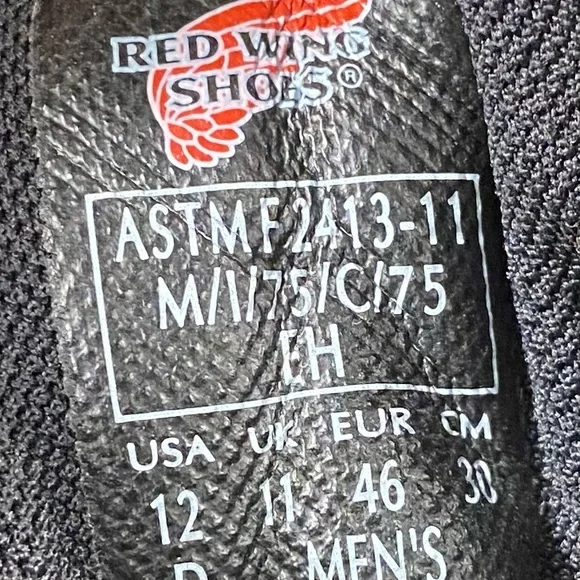 RED WING
SHOES®
ASTM F2413-11
M/I/75/C/75
EH
USA UK EUR CM
12 11 46 30
D MEN'S